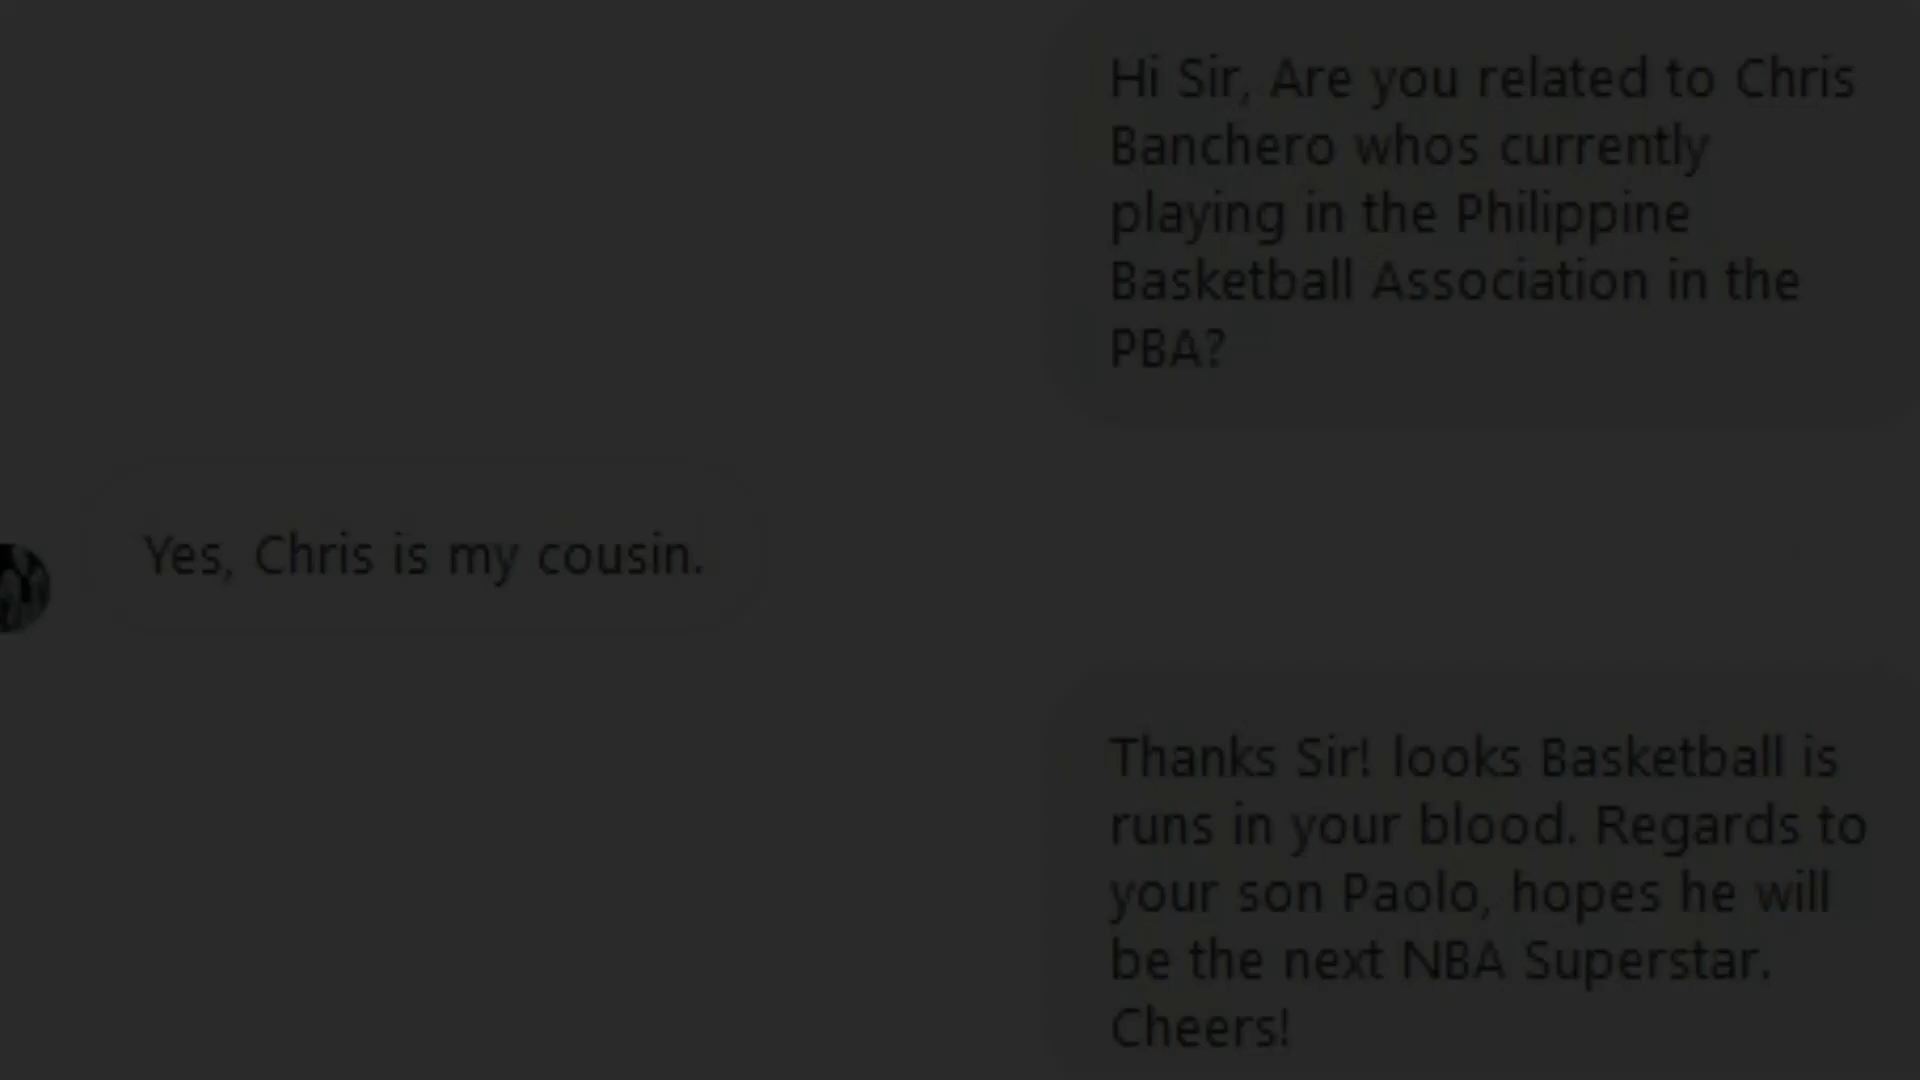 Hi Sir, Are you related to Chris
Banchero whos currently
playing in the Philippine
Basketball Association in the
PBA?
Yes, Chris is my cousin.
Thanks Sir! looks Basketball is
runs in your blood. Regards to
your son Paolo, hopes he will
be the next NBA Superstar.
Cheers!